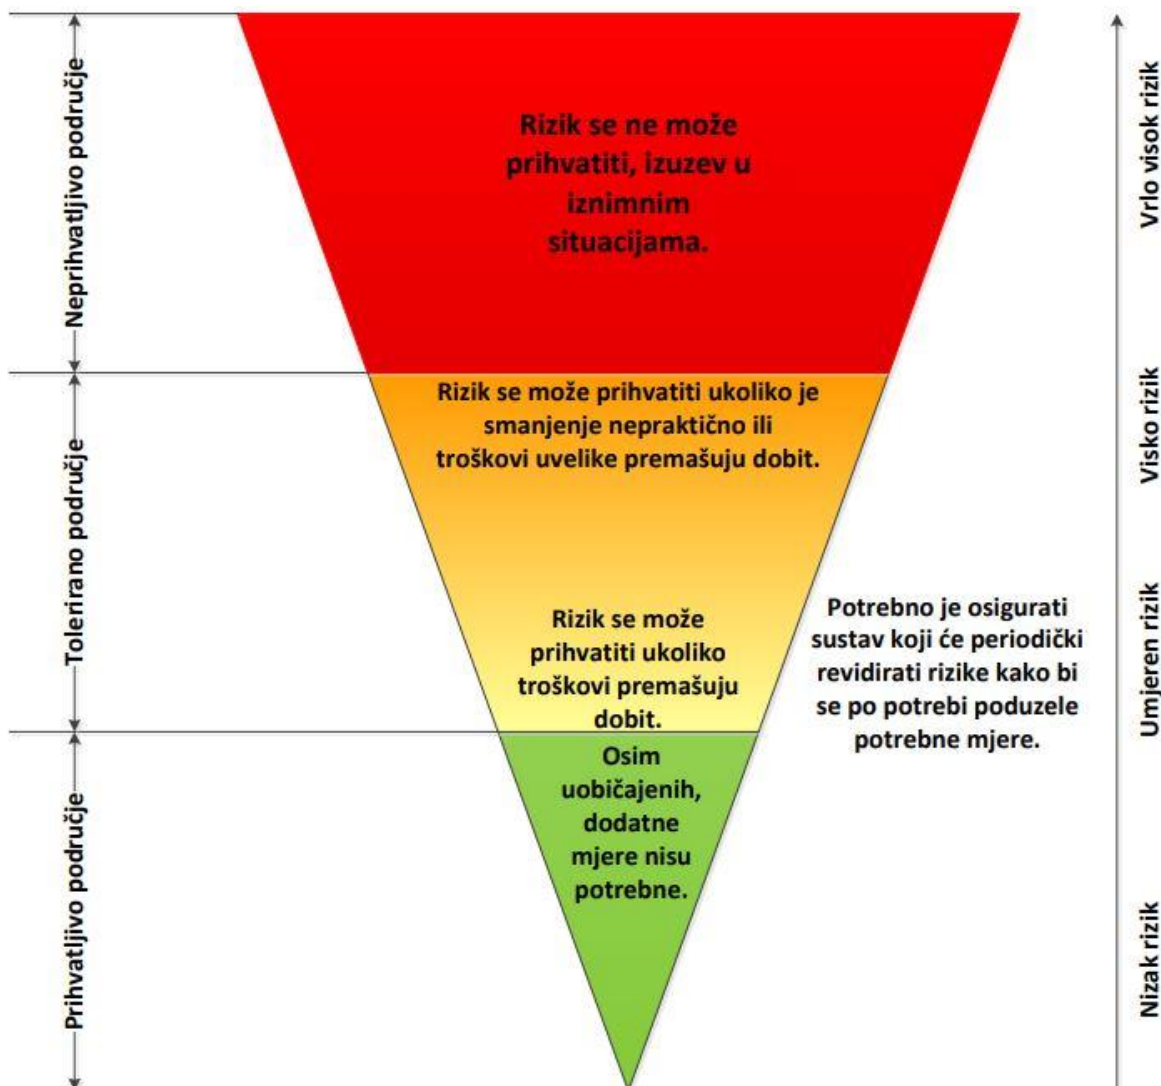 Neprihvatljivo područje
Rizik se ne može
prihvatiti, izuzev u
iznimnim
situacijama.
Vrlo visok rizik
Tolerirano područje
Rizik se može prihvatiti ukoliko je
smanjenje nepraktično ili
troškovi uvelike premašuju dobit.
Visko rizik
Rizik se može
prihvatiti ukoliko
troškovi premašuju
dobit.
Potrebno je osigurati
sustav koji će periodički
revidirati rizike kako bi
se po potrebi poduzele
potrebne mjere.
Umjeren rizik
Prihvatljivo područje
Osim
uobičajenih,
dodatne
mjere nisu
potrebne.
Nizak rizik